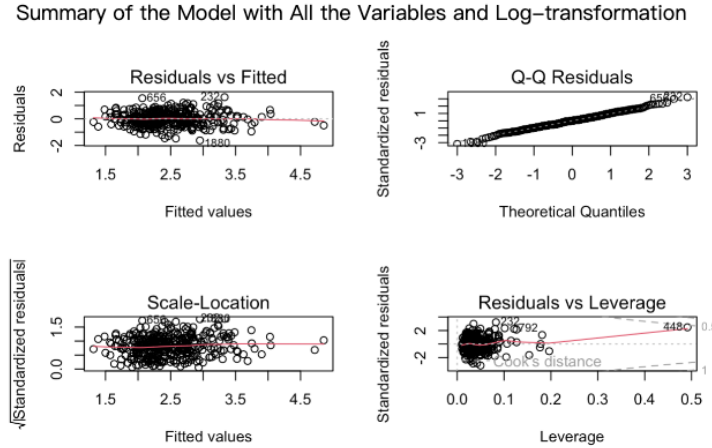 Summary of the Model with All the Variables and Log-transformation
Residuals vs Fitted
Residuals
2
0
-2
656
232
1880
1.5 2.5 3.5 4.5
Fitted values
Q-Q Residuals
Standardized residuals
1
-3
-3 -2 -1 0 1 2 3
Theoretical Quantiles
Scale-Location
√|Standardized residuals|
1.5
0.0
1.5 2.5 3.5 4.5
Fitted values
Residuals vs Leverage
Standardized residuals
2
-2
232
448
Cook's distance
1
0.0 0.1 0.2 0.3 0.4 0.5
Leverage